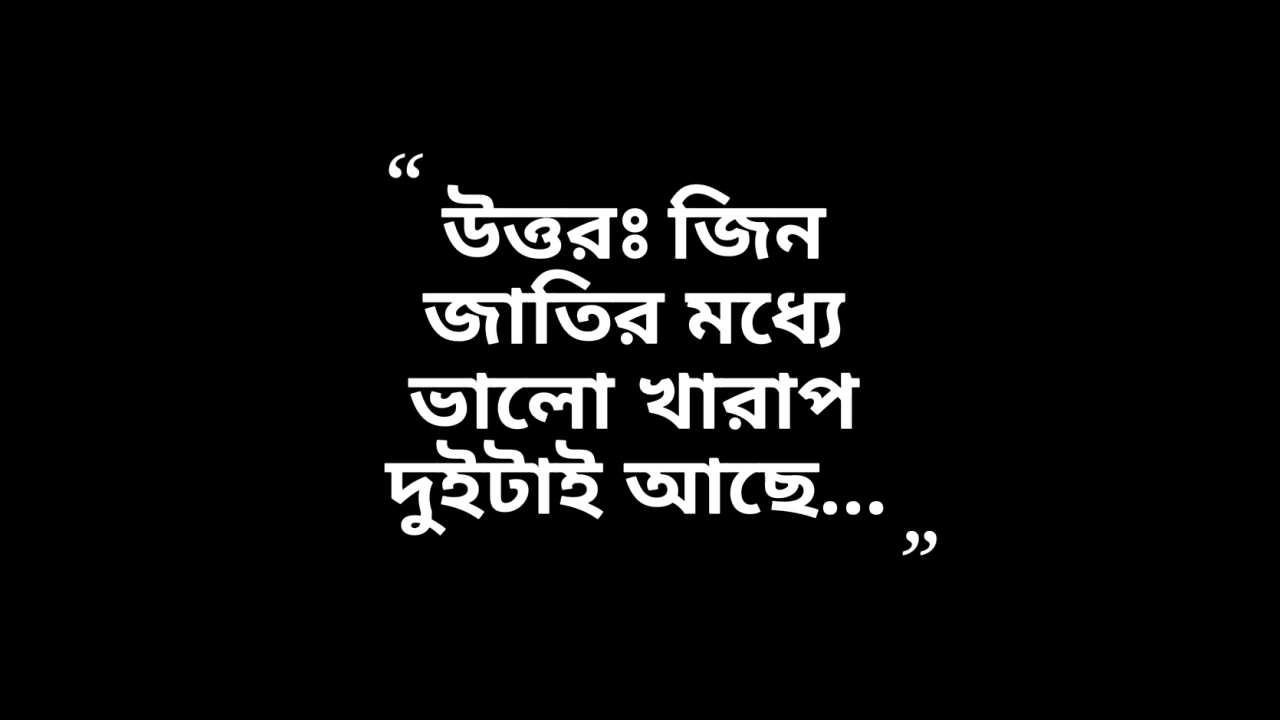 “
উত্তরঃ জিন
জাতির মধ্যে
ভালো খারাপ
দুইটাই আছে...
”